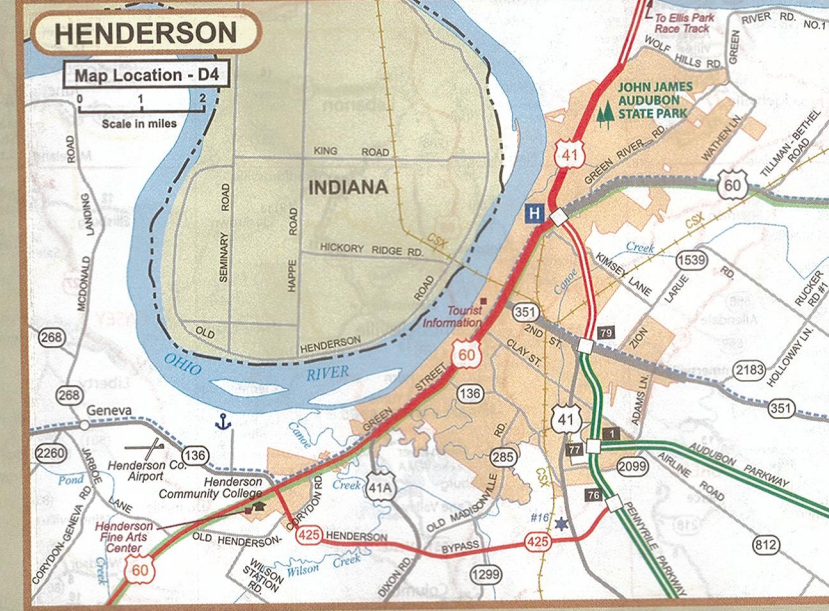 HENDERSON
Map Location - D4
0 1 2
Scale in miles
To Ellis Park
Race Track
RIVER RD. NO.1
GREEN
WOLF HILLS RD.
JOHN JAMES
AUDUBON
STATE PARK
41
GREEN RIVER RD.
WATHEN LN.
TILLMAN - BETHEL
ROAD
60
KING ROAD
INDIANA
ROAD
SEMINARY
ROAD
HAPPE
HICKORY RIDGE RD.
ROAD
OLD
HENDERSON
CSX
H
CSX
Creek
Canoe
KIMSEY LANE
1539
LARUE RD.
RUCKER
RD #1
HOLLOWAY LN.
ROAD
LANDING
MCDONALD
268
268
OHIO
RIVER
Tourist
Information
351
2ND ST.
CLAY ST.
79
ZION
2183
351
60
GREEN STREET
136
ADAMS LN.
41
Geneva
136
2260
JARBOE
LANE
Pond
CORYDON-GENEVA RD.
Henderson Co.
Airport
Henderson
Community College
Henderson
Fine Arts
Center
Canoe
Creek
41A
285
OLD MADISONVILLE RD.
CSX
77
1
2099
AUDUBON PARKWAY
AIRLINE ROAD
76
#16
PENNYRILE PARKWAY
812
OLD HENDERSON-
CORYDON RD.
425
HENDERSON
BYPASS
425
60
Creek
WILSON
STATION
RD.
Wilson Creek
DIXON RD.
1299